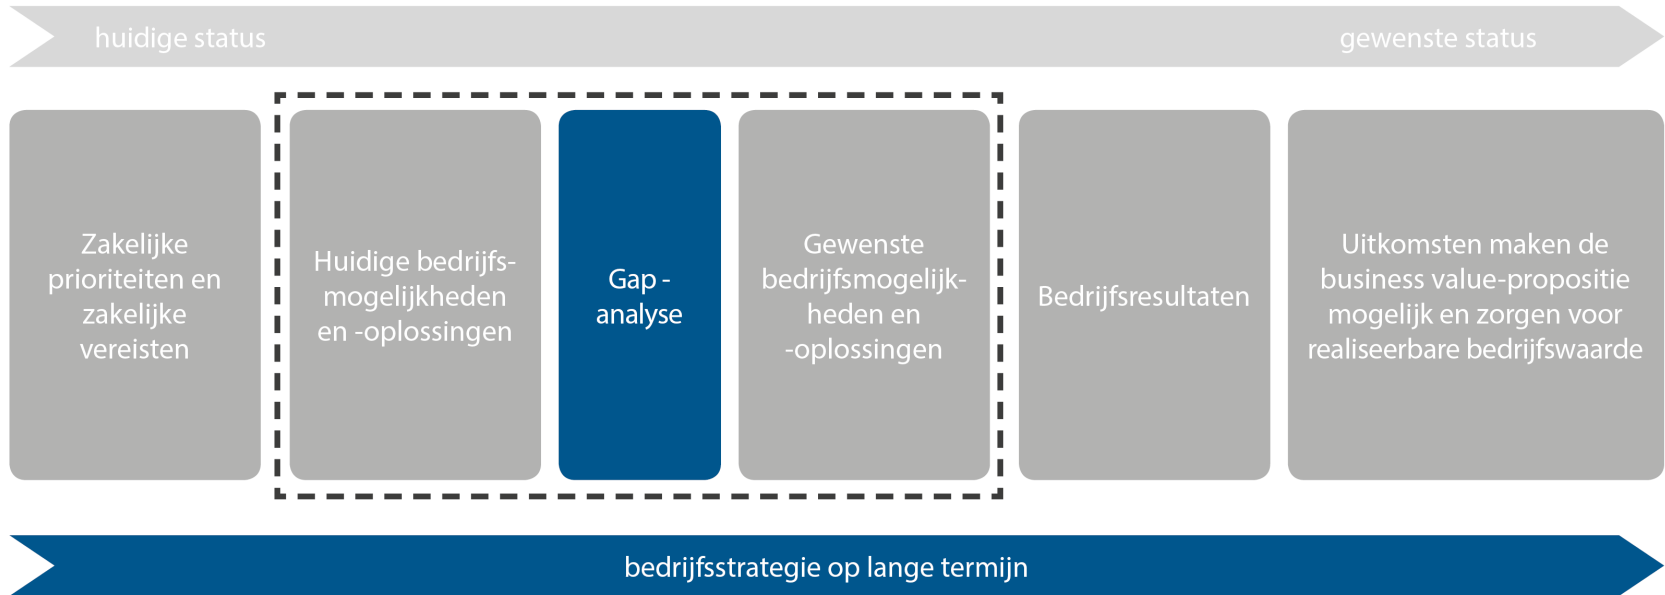 huidige status
gewenste status
Zakelijke
prioriteiten en
zakelijke
vereisten
Huidige bedrijfs-
mogelijkheden
en -oplossingen
Gap -
analyse
Gewenste
bedrijfsmogelijk-
heden en
-oplossingen
Bedrijfsresultaten
Uitkomsten maken de
business value-propositie
mogelijk en zorgen voor
realiseerbare bedrijfswaarde
bedrijfsstrategie op lange termijn